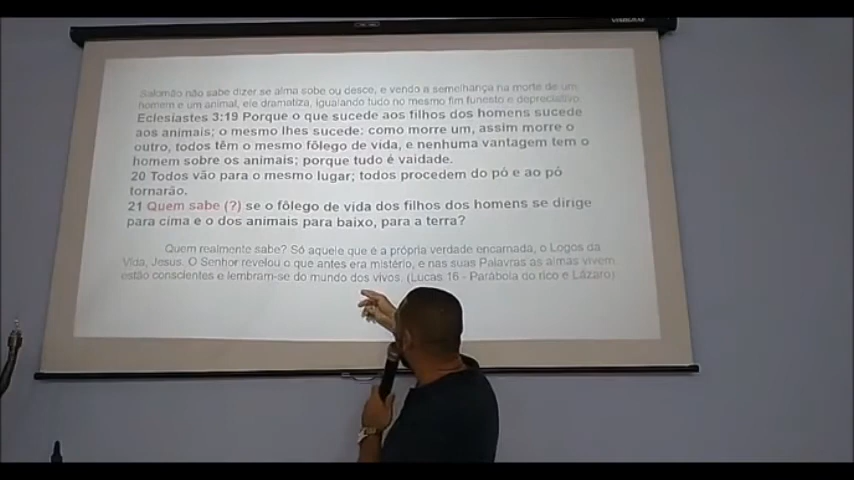 Salomão não sabe dizer se alma sobe ou desce, e vendo a semelhança na morte de um
homem e um animal, ele dramatiza, igualando tudo no mesmo fim funesto e depreciativo.
Eclesíastes 3:19 Porque o que sucede aos filhos dos homens sucede
aos animais; o mesmo lhes sucede: como morre um, assim morre o
outro, todos têm o mesmo fôlego de vida, e nenhuma vantagem tem o
homem sobre os animais; porque tudo é vaidade.
20 Todos vão para o mesmo lugar; todos procedem do pó e ao pó
tornarão.
21 Quem sabe (?) se o fôlego de vida dos filhos dos homens se dirige
para cima e o dos animais para baixo, para a terra?
Quem realmente sabe? Só aquele que é a própria verdade encarnada, o Logos da
Vida, Jesus. O Senhor revelou o que antes era mistério, e nas suas Palavras as almas vivem,
estão conscientes e lembram-se do mundo dos vivos. (Lucas 16 - Parábola do rico e Lázaro)